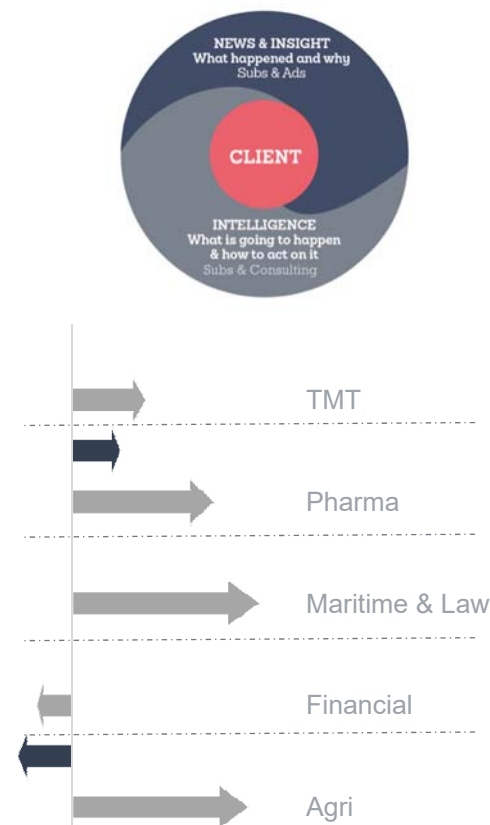 NEWS & INSIGHT
What happened and why
Subs & Ads
CLIENT
INTELLIGENCE
What is going to happen
& how to act on it
Subs & Consulting
TMT
Pharma
Maritime & Law
Financial
Agri